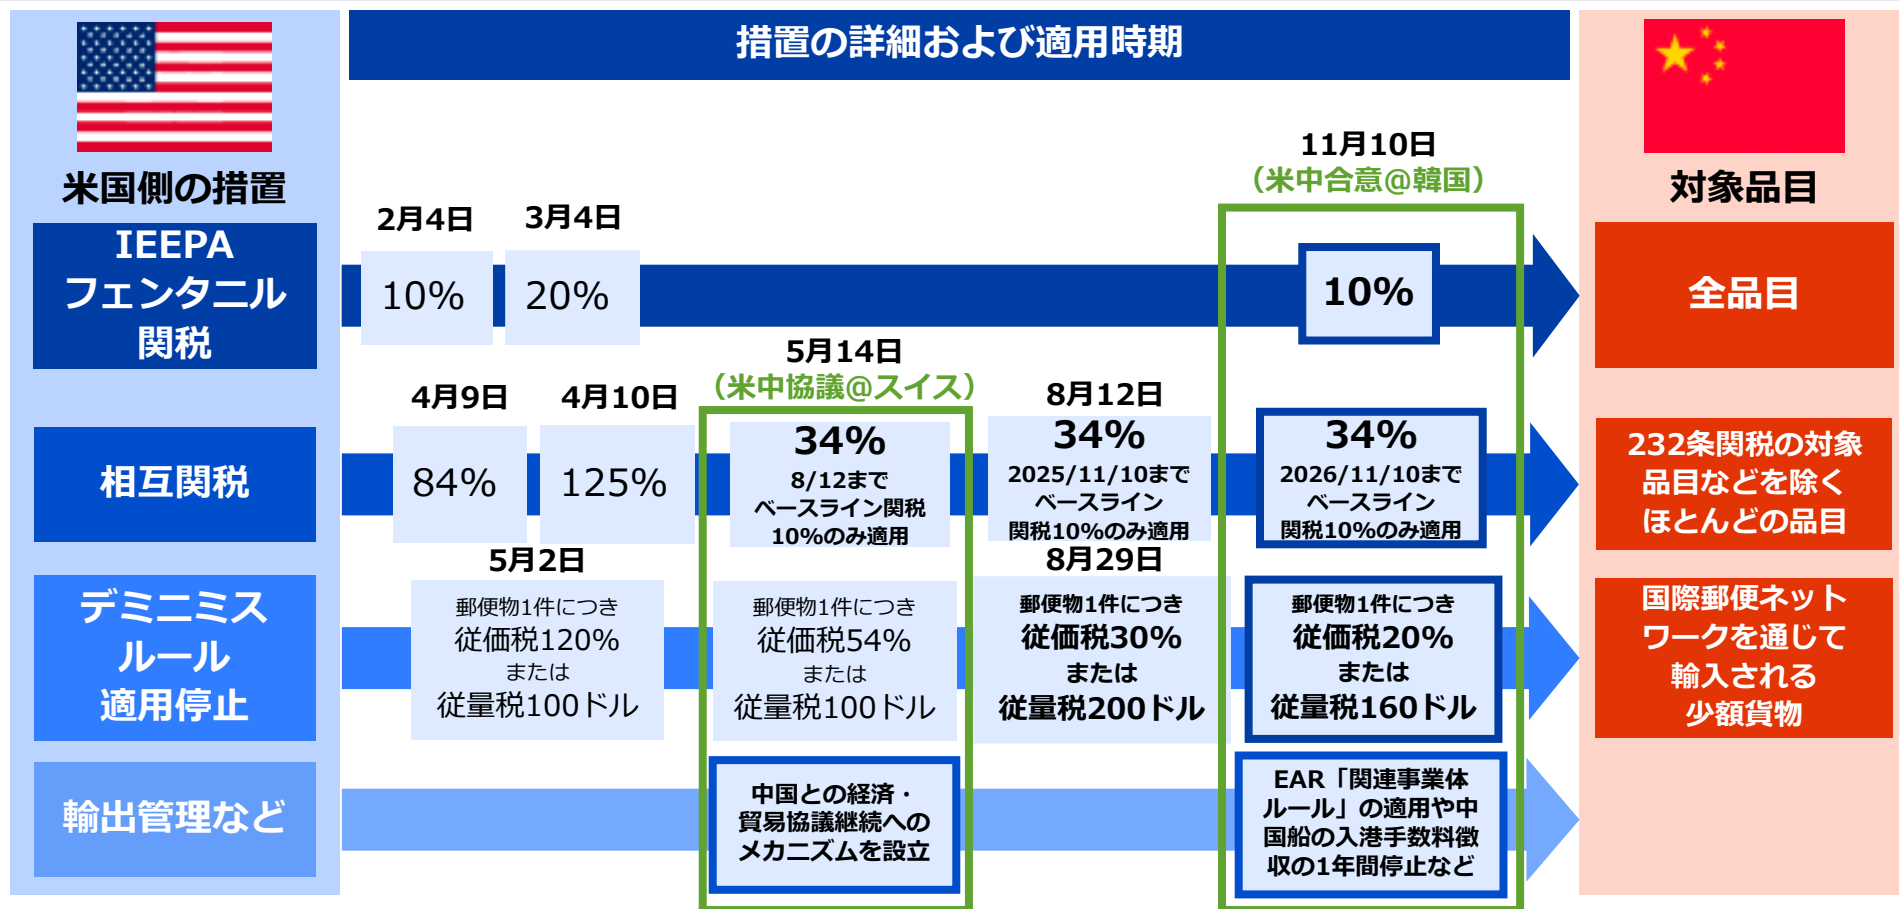 措置の詳細および適用時期
米国側の措置
対象品目
11月10日
（米中合意＠韓国）
IEEPA
フェンタニル
関税
2月4日
10%
3月4日
20%
10%
全品目
相互関税
4月9日
84%
4月10日
125%
5月14日
（米中協議＠スイス）
34%
8/12まで
ベースライン関税
10%のみ適用
8月12日
34%
2025/11/10まで
ベースライン
関税10%のみ適用
34%
2026/11/10まで
ベースライン
関税10%のみ適用
232条関税の対象
品目などを除く
ほとんどの品目
デミニミス
ルール
適用停止
5月2日
郵便物1件につき
従価税120%
または
従量税100ドル
郵便物1件につき
従価税54%
または
従量税100ドル
8月29日
郵便物1件につき
従価税30%
または
従量税200ドル
郵便物1件につき
従価税20%
または
従量税160ドル
国際郵便ネット
ワークを通じて
輸入される
少額貨物
輸出管理など
中国との経済・
貿易協議継続への
メカニズムを設立
EAR「関連事業体
ルール」の適用や中
国船の入港手数料徴
収の1年間停止など